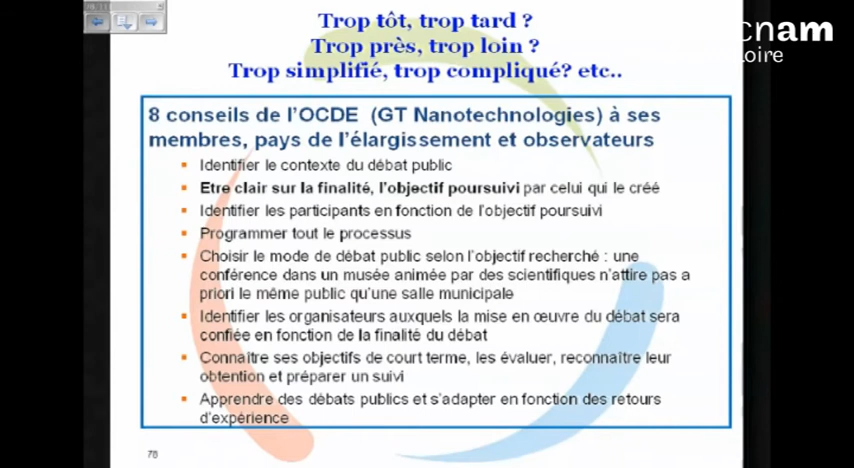 Trop tôt, trop tard ?
Trop près, trop loin ?
Trop simplifié, trop compliqué? etc..
cnam
Loire
8 conseils de l'OCDE (GT Nanotechnologies) à ses
membres, pays de l'élargissement et observateurs
Identifier le contexte du débat public
Etre clair sur la finalité, l'objectif poursuivi par celui qui le créé
Identifier les participants en fonction de l'objectif poursuivi
Programmer tout le processus
Choisir le mode de débat public selon l'objectif recherché : une
conférence dans un musée animée par des scientifiques n'attire pas a
priori le même public qu'une salle municipale
Identifier les organisateurs auxquels la mise en œuvre du débat sera
confiée en fonction de la finalité du débat
Connaître ses objectifs de court terme, les évaluer, reconnaître leur
obtention et préparer un suivi
Apprendre des débats publics et s'adapter en fonction des retours
d'expérience
78